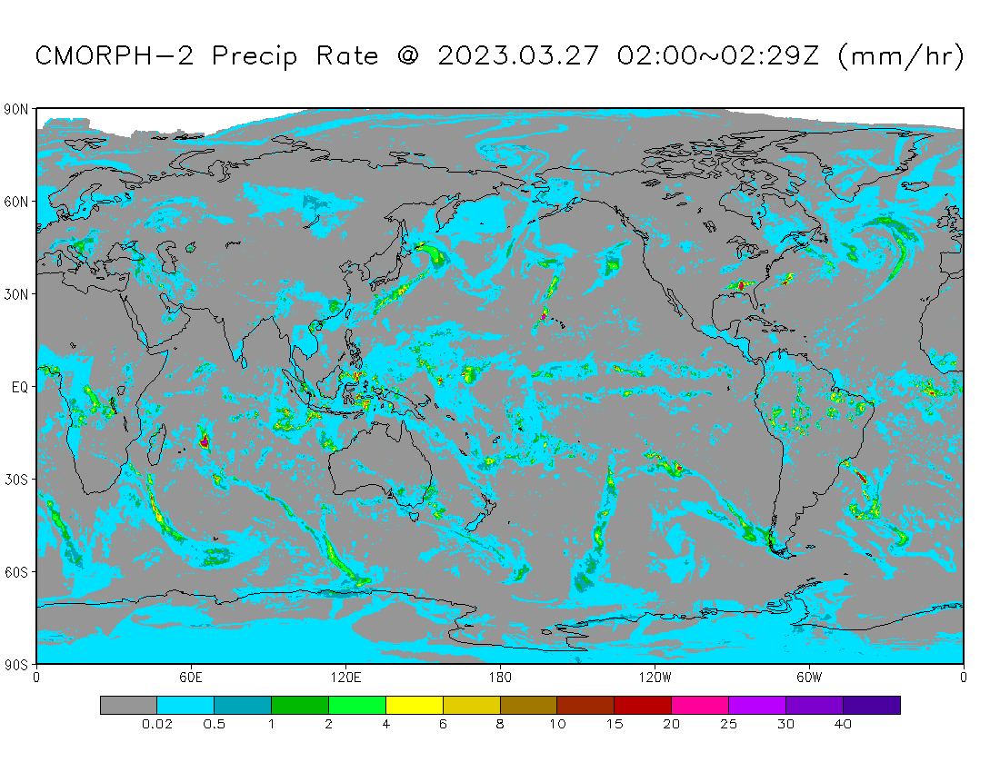 CMORPH-2 Precip Rate @ 2023.03.27 02:00~02:29Z (mm/hr)
90N
60N
30N
EQ
30S
60S
90S
0 60E 120E 180 120W 60W 0
0.02 0.5 1 2 4 6 8 10 15 20 25 30 40